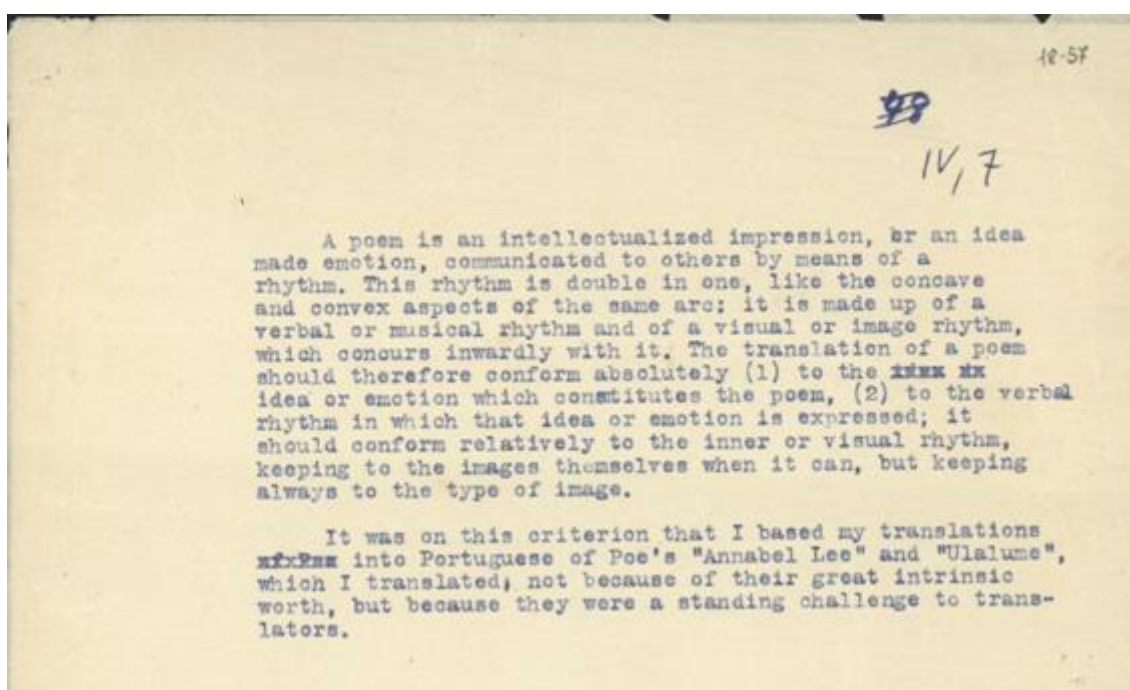 18-57
IV, 7
A poem is an intellectualized impression, or an idea
made emotion, communicated to others by means of a
rhythm. This rhythm is double in one, like the concave
and convex aspects of the same arc: it is made up of a
verbal or musical rhythm and of a visual or image rhythm,
which concurs inwardly with it. The translation of a poem
should therefore conform absolutely (1) to the
idea or emotion which constitutes the poem, (2) to the verbal
rhythm in which that idea or emotion is expressed; it
should conform relatively to the inner or visual rhythm,
keeping to the images themselves when it can, but keeping
always to the type of image.
It was on this criterion that I based my translations
into Portuguese of Poe's "Annabel Lee" and "Ulalume",
which I translated, not because of their great intrinsic
worth, but because they were a standing challenge to trans-
lators.